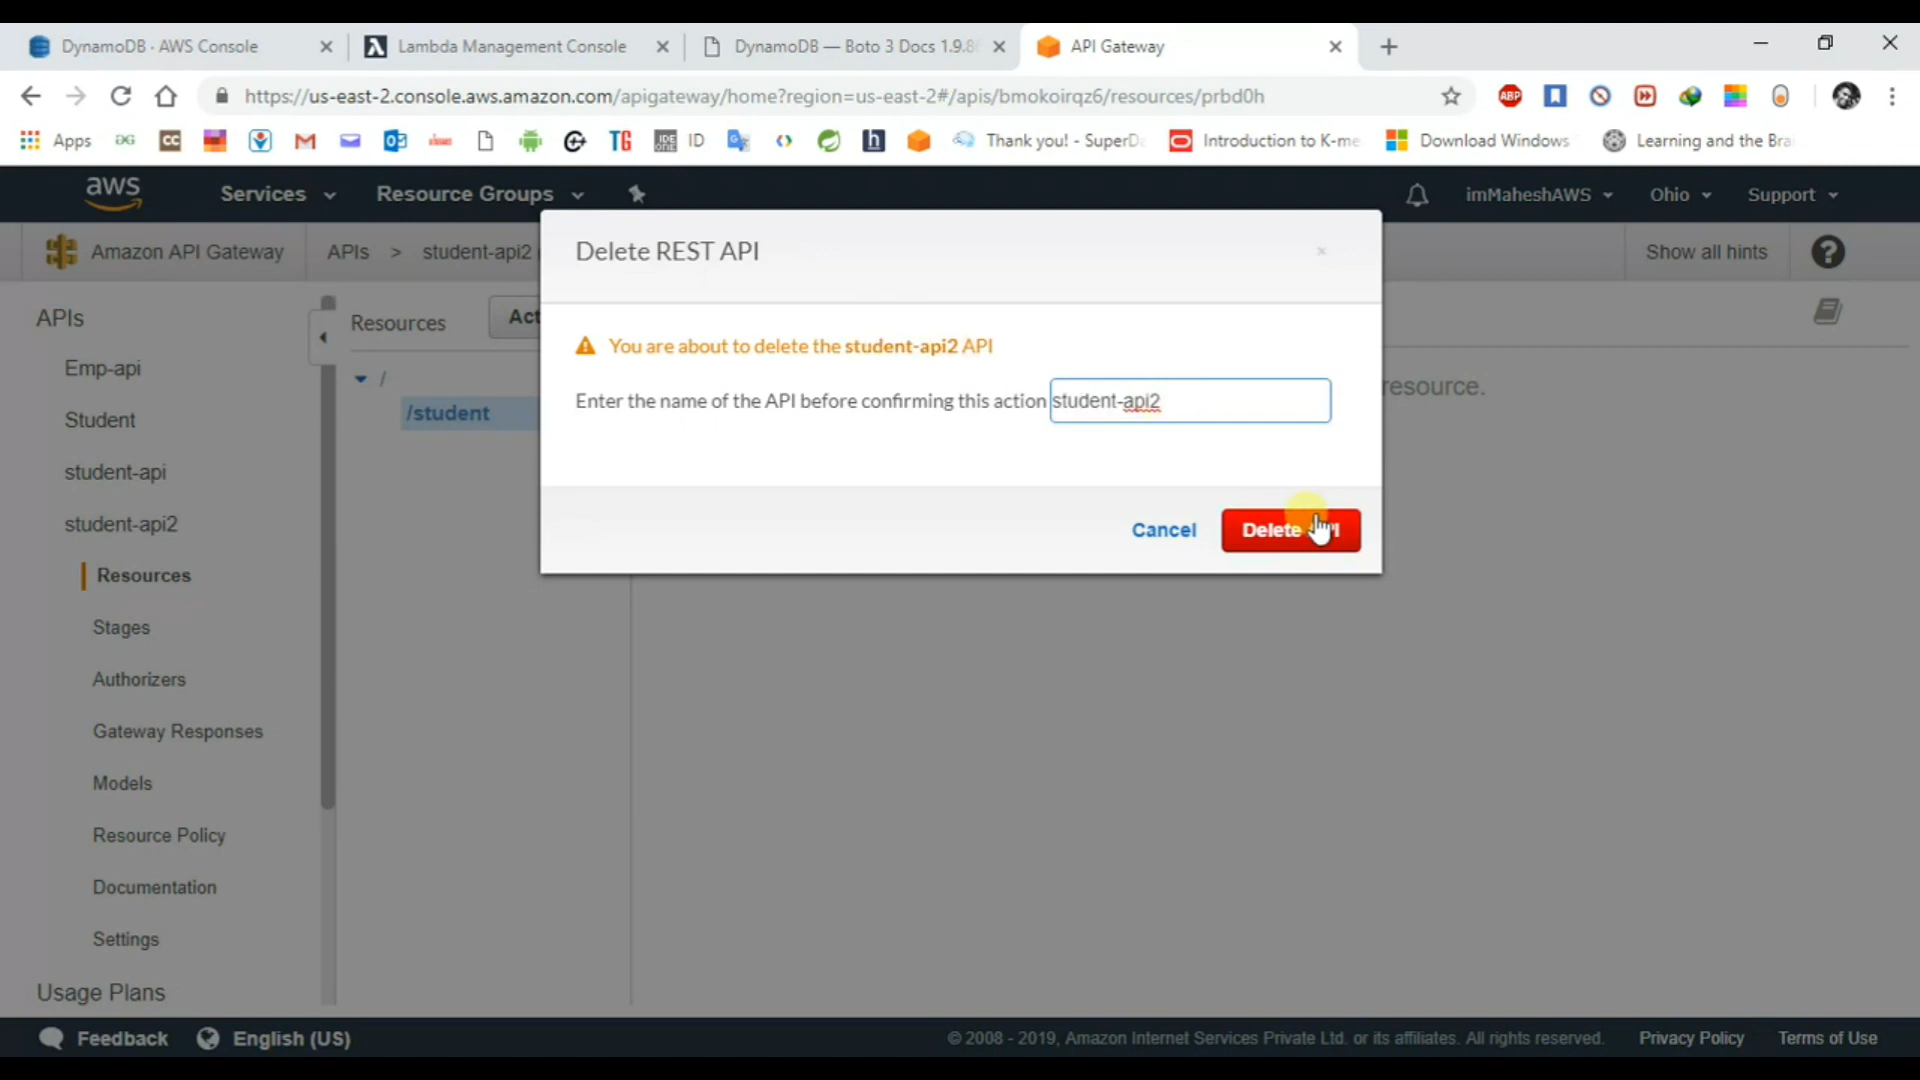 DynamoDB · AWS Console
Lambda Management Console
DynamoDB — Boto 3 Docs 1.9.8
API Gateway
https://us-east-2.console.aws.amazon.com/apigateway/home?region=us-east-2#/apis/bmokoirqz6/resources/prbd0h
ABP
Apps
CC
TG
IDE ONE
ID
h
Thank you! - SuperDa
Introduction to K-me
Download Windows
Learning and the Bra
aws
Services
Resource Groups
imMaheshAWS
Ohio
Support
Amazon API Gateway
APIs > student-api2
Show all hints
Delete REST API
APIs
Resources
Act
You are about to delete the student-api2 API
Emp-api
/
resource.
Enter the name of the API before confirming this action student-api2
Student
/student
student-api
student-api2
Cancel
Delete
Resources
Stages
Authorizers
Gateway Responses
Models
Resource Policy
Documentation
Settings
Usage Plans
Feedback
English (US)
© 2008 - 2019, Amazon Internet Services Private Ltd. or its affiliates. All rights reserved.
Privacy Policy
Terms of Use